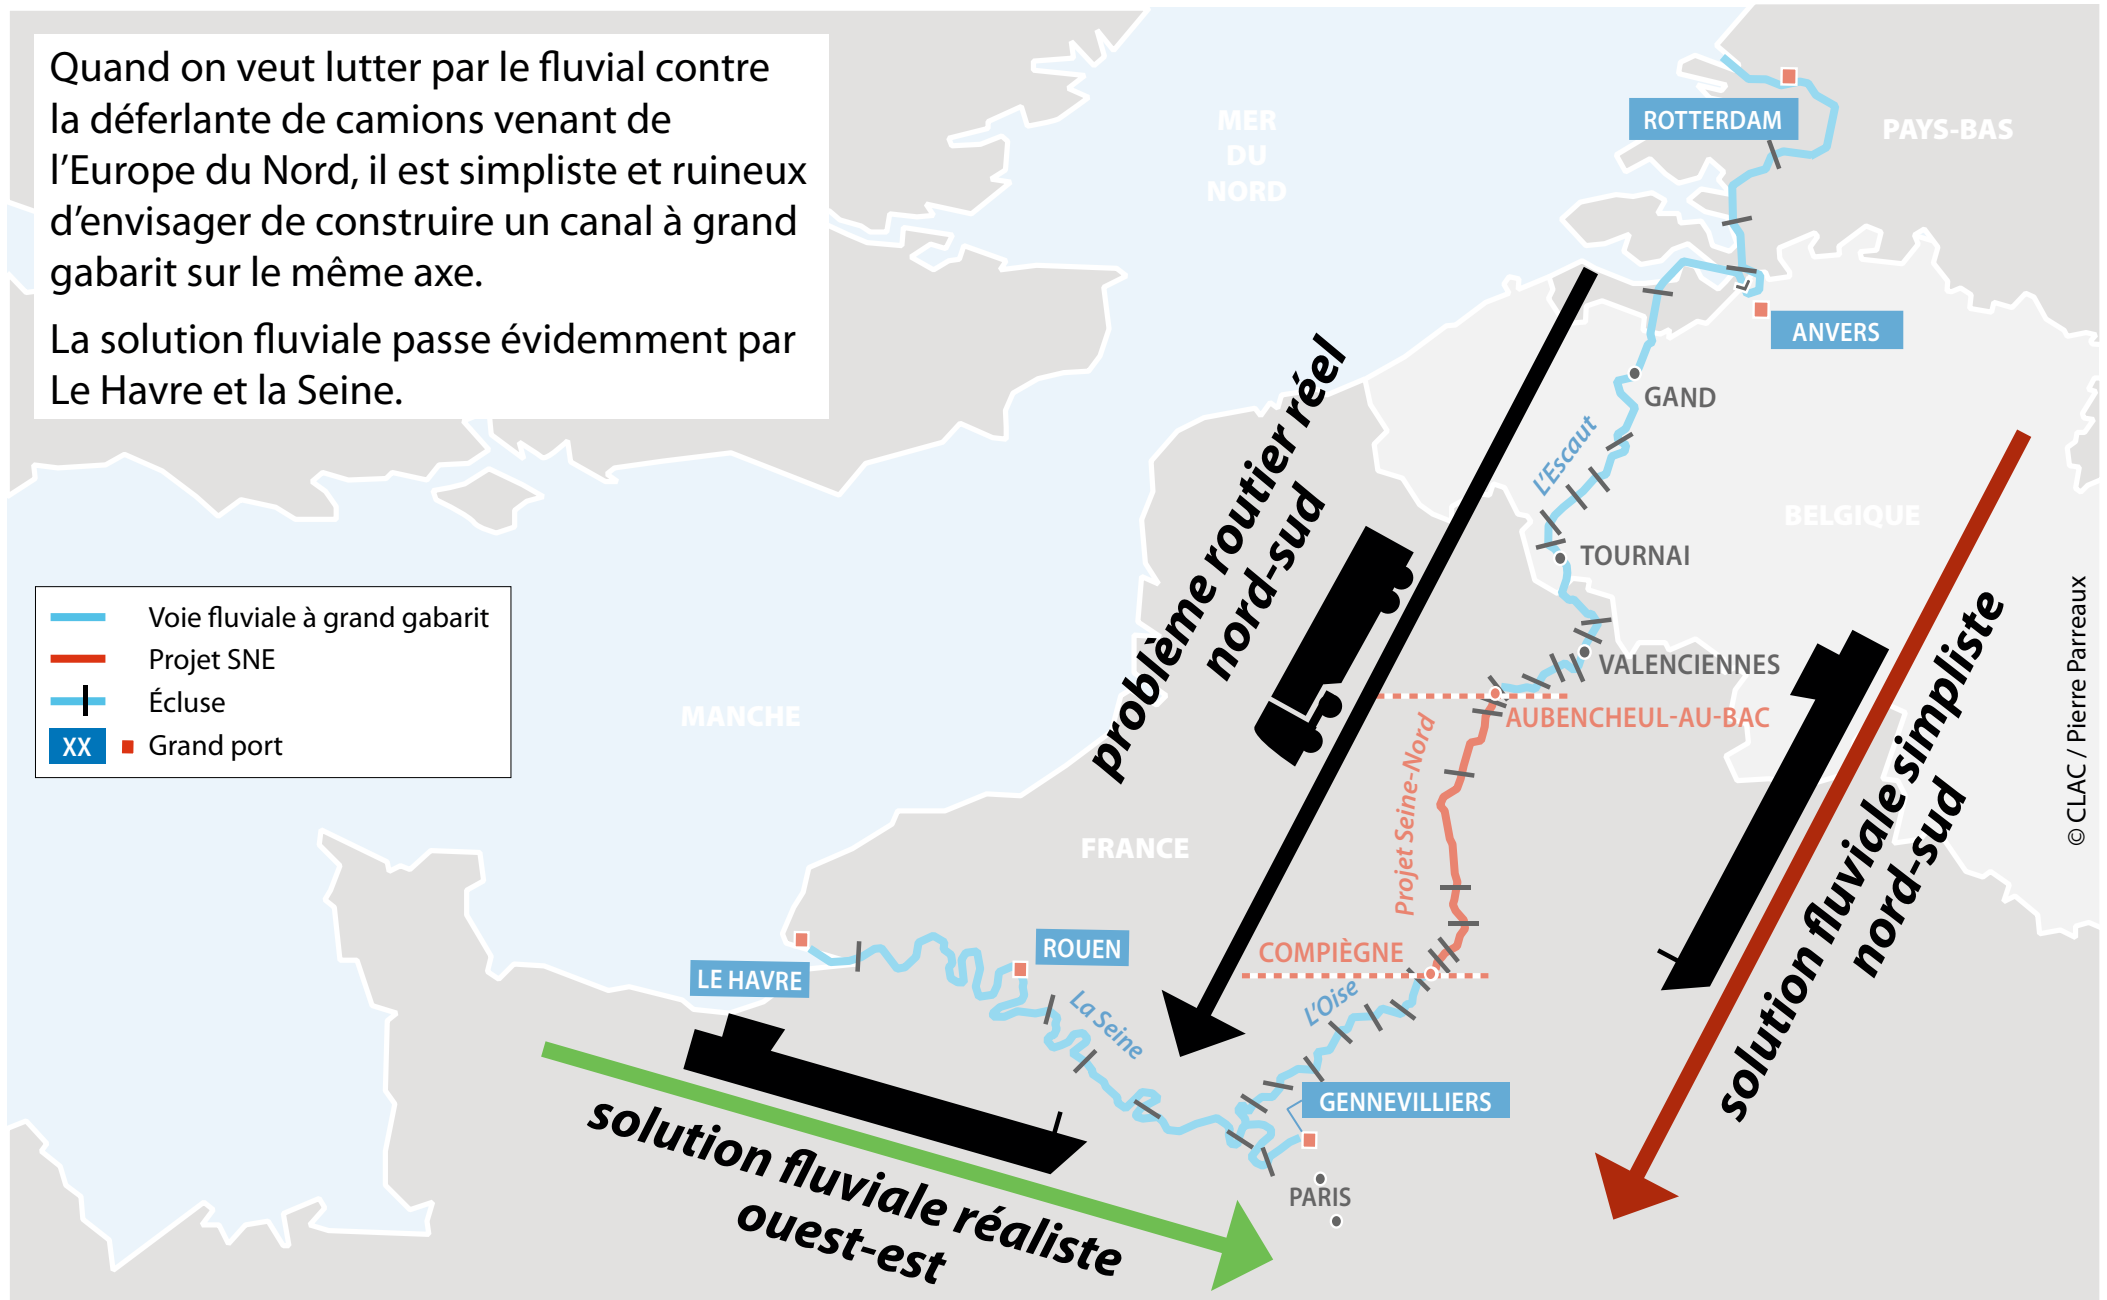 Quand on veut lutter par le fluvial contre
la déferlante de camions venant de
l’Europe du Nord, il est simpliste et ruineux
d’envisager de construire un canal à grand
gabarit sur le même axe.
La solution fluviale passe évidemment par
Le Havre et la Seine.
MER
DU
NORD
ROTTERDAM
PAYS-BAS
ANVERS
GAND
L’Escaut
BELGIQUE
TOURNAI
problème routier réel
nord-sud
Voie fluviale à grand gabarit
Projet SNE
Écluse
XX
Grand port
MANCHE
VALENCIENNES
AUBENCHEUL-AU-BAC
Projet Seine-Nord
solution fluviale simpliste
nord-sud
© CLAC / Pierre Parreaux
FRANCE
COMPIÈGNE
ROUEN
LE HAVRE
La Seine
L’Oise
GENNEVILLIERS
PARIS
solution fluviale réaliste
ouest-est